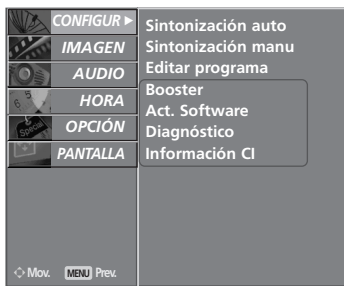 CONFIGUR ▶
IMAGEN
AUDIO
HORA
OPCIÓN
PANTALLA
Sintonización auto
Sintonización manu
Editar programa
Booster
Act. Software
Diagnóstico
Información CI
Special
Mov. MENU Prev.